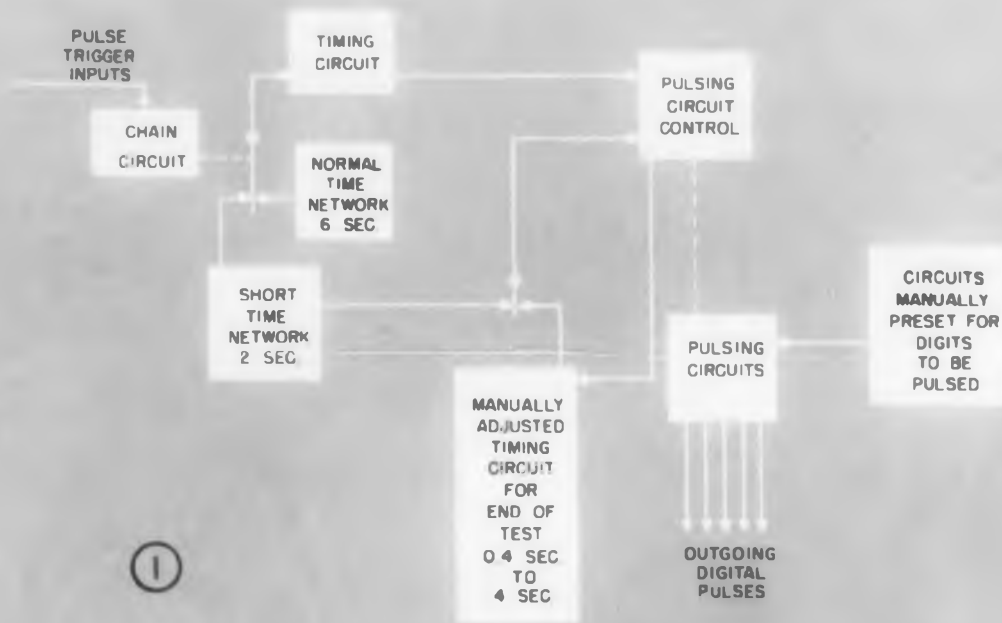 PULSE
TRIGGER
INPUTS
CHAIN
CIRCUIT
TIMING
CIRCUIT
NORMAL
TIME
NETWORK
6 SEC
SHORT
TIME
NETWORK
2 SEC
PULSING
CIRCUIT
CONTROL
MANUALLY
ADJUSTED
TIMING
CIRCUIT
FOR
END OF
TEST
0.4 SEC
TO
4 SEC
PULSING
CIRCUITS
CIRCUITS
MANUALLY
PRESET FOR
DIGITS
TO BE
PULSED
OUTGOING
DIGITAL
PULSES
1